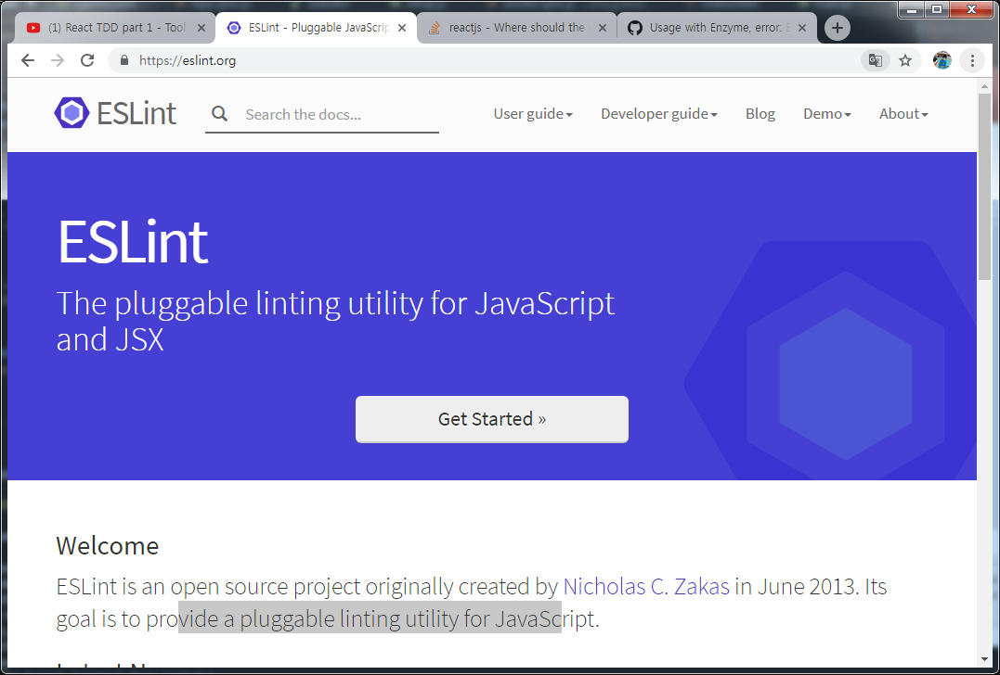 (1) React TDD part 1 - Tool
ESLint - Pluggable JavaScrip
reactjs - Where should the
Usage with Enzyme, error:
https://eslint.org
ESLint
Search the docs...
User guide
Developer guide
Blog
Demo
About
ESLint
The pluggable linting utility for JavaScript
and JSX
Get Started »
Welcome
ESLint is an open source project originally created by Nicholas C. Zakas in June 2013. Its
goal is to provide a pluggable linting utility for JavaScript.